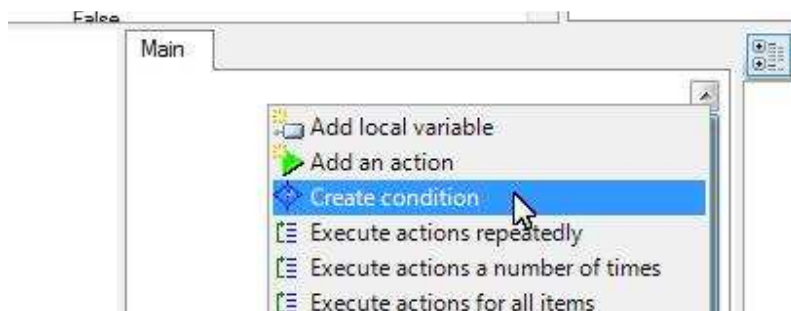 False
Main
Add local variable
Add an action
Create condition
Execute actions repeatedly
Execute actions a number of times
Execute actions for all items